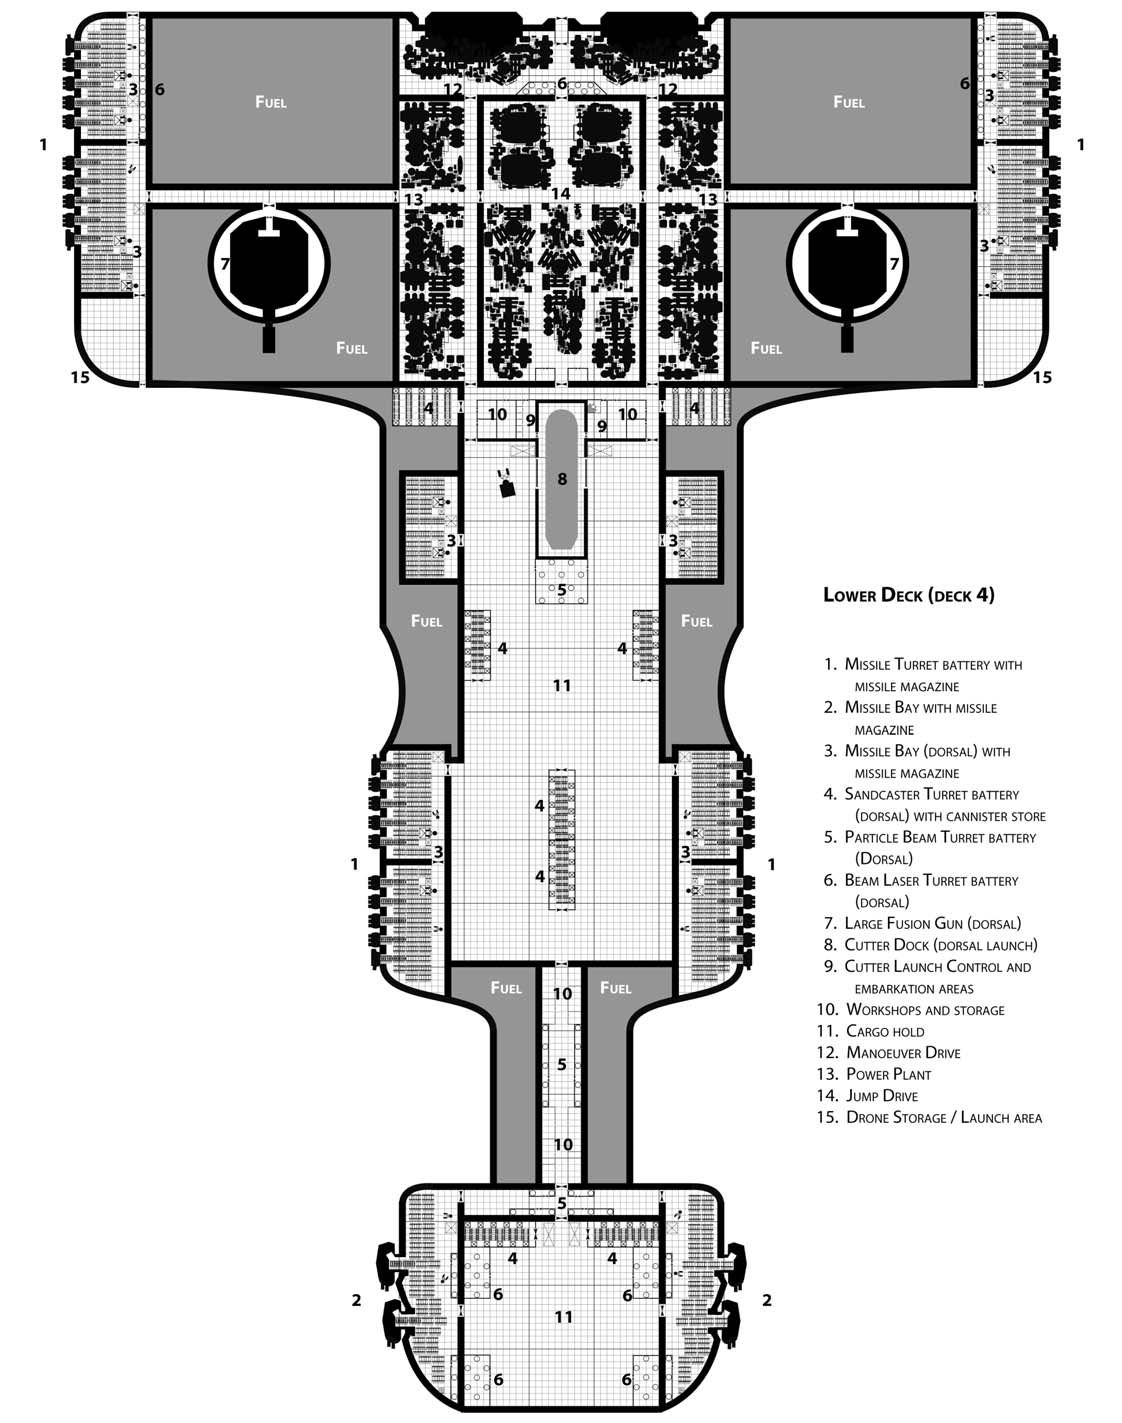 6 12 6 12 6
3 3
FUEL FUEL
1 1
13 14 13
3 3
7 7
FUEL FUEL
15 15
4 4
10 9 9 10
8
3 3
5
FUEL FUEL
4 4
11
4
3 3
1 1
4
FUEL FUEL
10
5
10
5
4 4
6 6
2 2
11
6 6
LOWER DECK (DECK 4)
1. MISSILE TURRET BATTERY WITH
MISSILE MAGAZINE
2. MISSILE BAY WITH MISSILE
MAGAZINE
3. MISSILE BAY (DORSAL) WITH
MISSILE MAGAZINE
4. SANDCASTER TURRET BATTERY
(DORSAL) WITH CANNISTER STORE
5. PARTICLE BEAM TURRET BATTERY
(DORSAL)
6. BEAM LASER TURRET BATTERY
(DORSAL)
7. LARGE FUSION GUN (DORSAL)
8. CUTTER DOCK (DORSAL LAUNCH)
9. CUTTER LAUNCH CONTROL AND
EMBARKATION AREAS
10. WORKSHOPS AND STORAGE
11. CARGO HOLD
12. MANOEUVER DRIVE
13. POWER PLANT
14. JUMP DRIVE
15. DRONE STORAGE / LAUNCH AREA